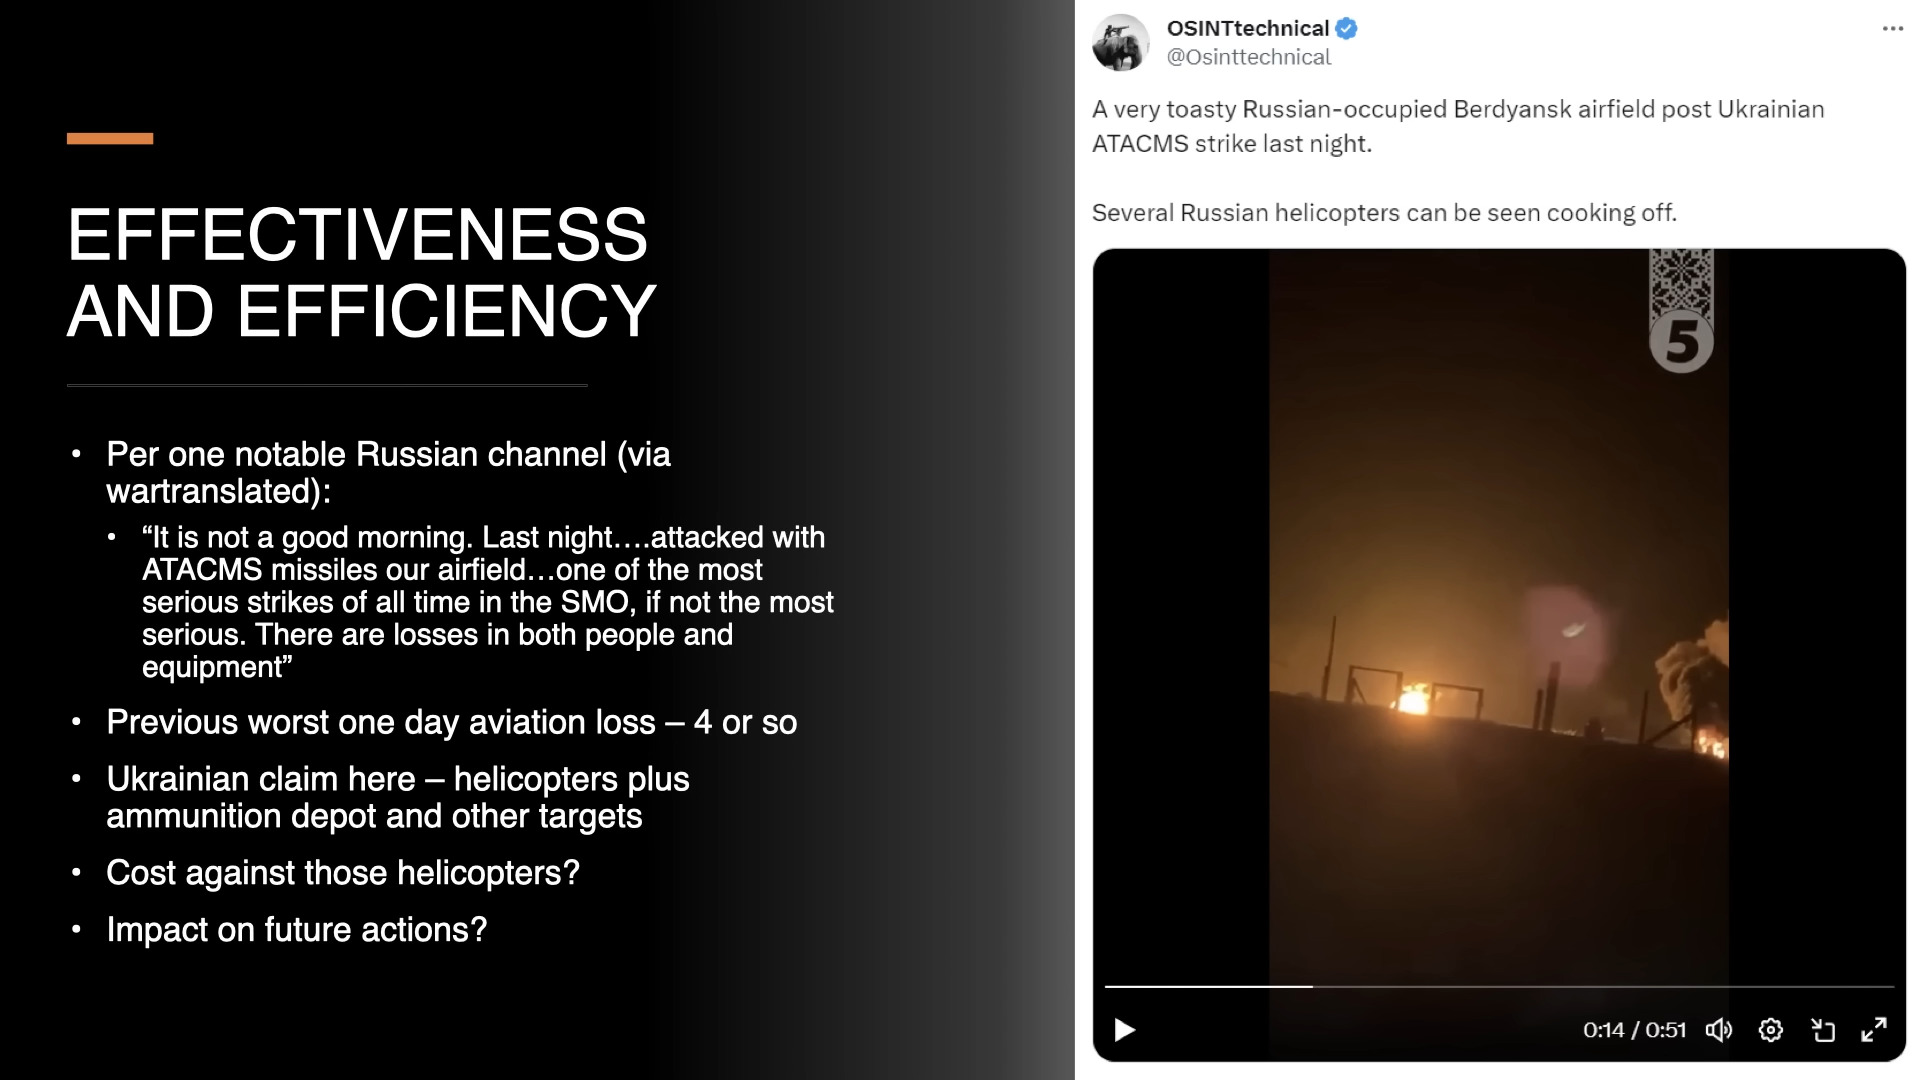 EFFECTIVENESS
AND EFFICIENCY
• Per one notable Russian channel (via
wartranslated):
• “It is not a good morning. Last night….attacked with
ATACMS missiles our airfield…one of the most
serious strikes of all time in the SMO, if not the most
serious. There are losses in both people and
equipment”
• Previous worst one day aviation loss – 4 or so
• Ukrainian claim here – helicopters plus
ammunition depot and other targets
• Cost against those helicopters?
• Impact on future actions?
OSINTtechnical
@Osinttechnical
A very toasty Russian-occupied Berdyansk airfield post Ukrainian
ATACMS strike last night.
Several Russian helicopters can be seen cooking off.
5
0:14 / 0:51